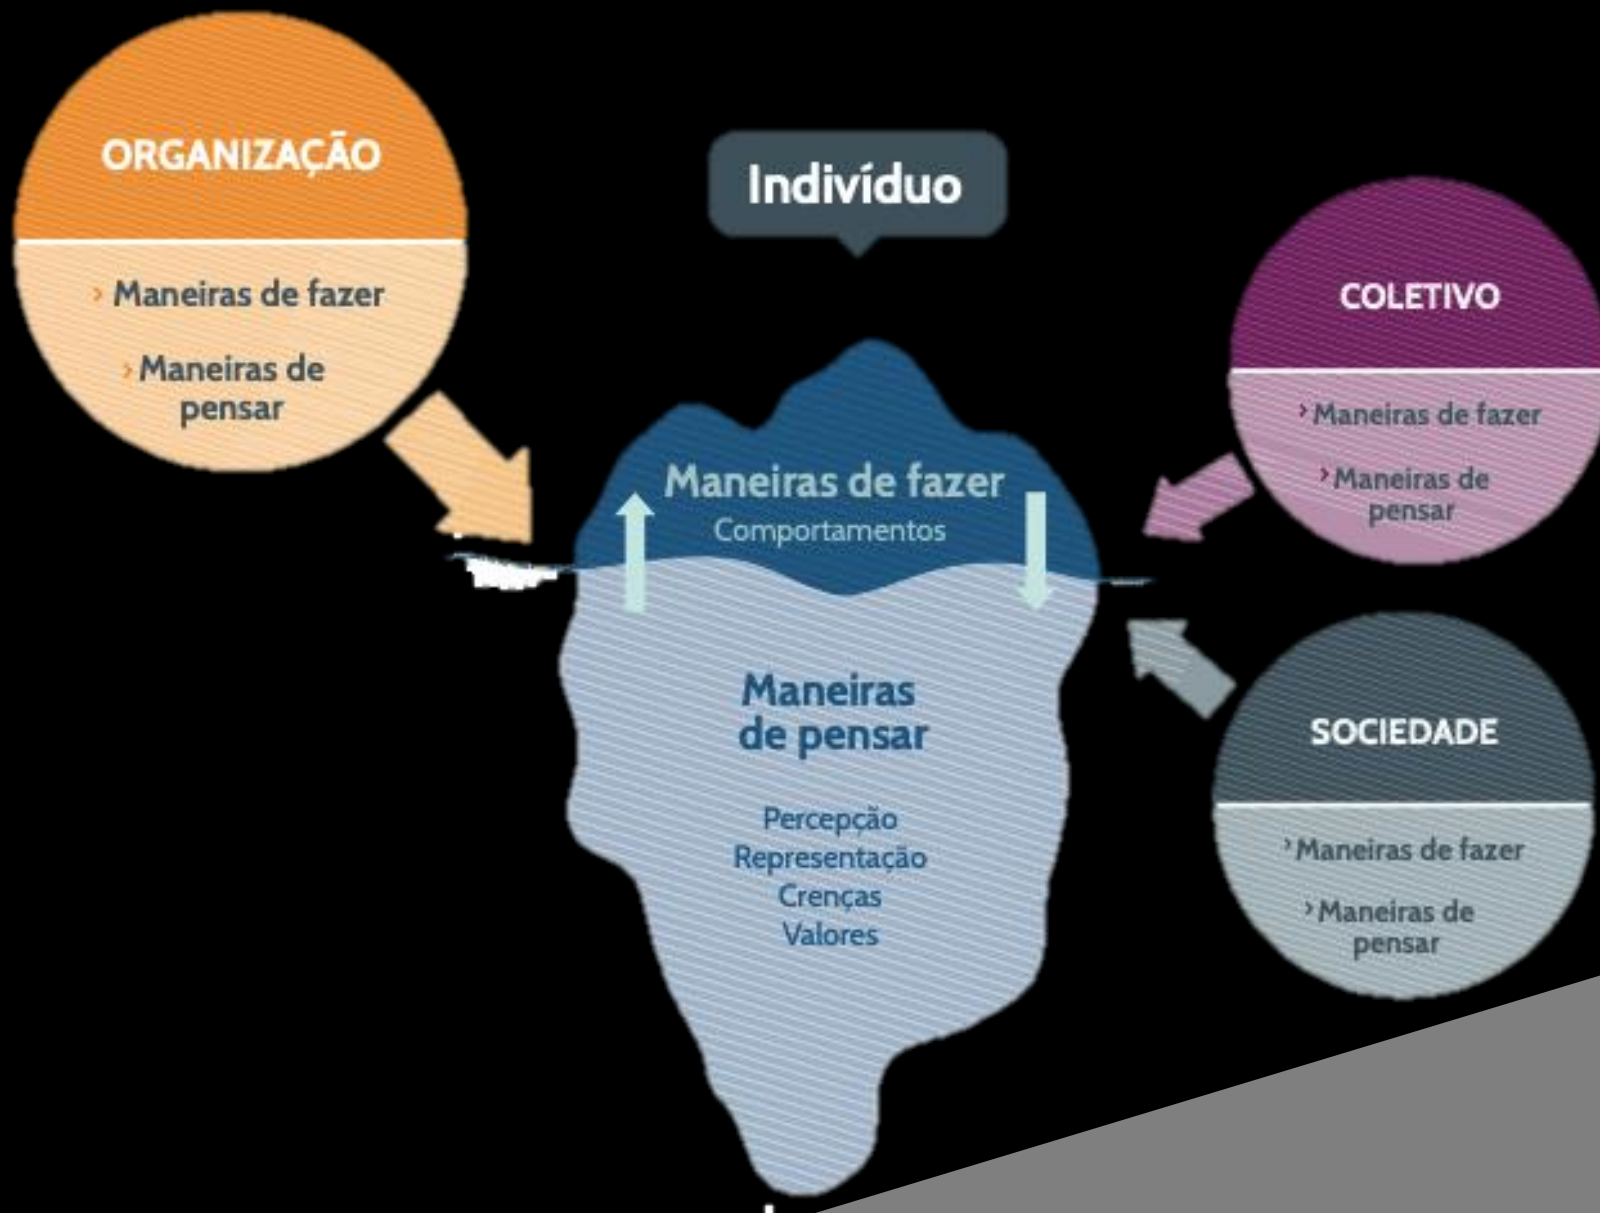 ORGANIZAÇÃO
› Maneiras de fazer
› Maneiras de
pensar
Indivíduo
Maneiras de fazer
Comportamentos
Maneiras
de pensar
Percepção
Representação
Crenças
Valores
COLETIVO
› Maneiras de fazer
› Maneiras de
pensar
SOCIEDADE
› Maneiras de fazer
› Maneiras de
pensar